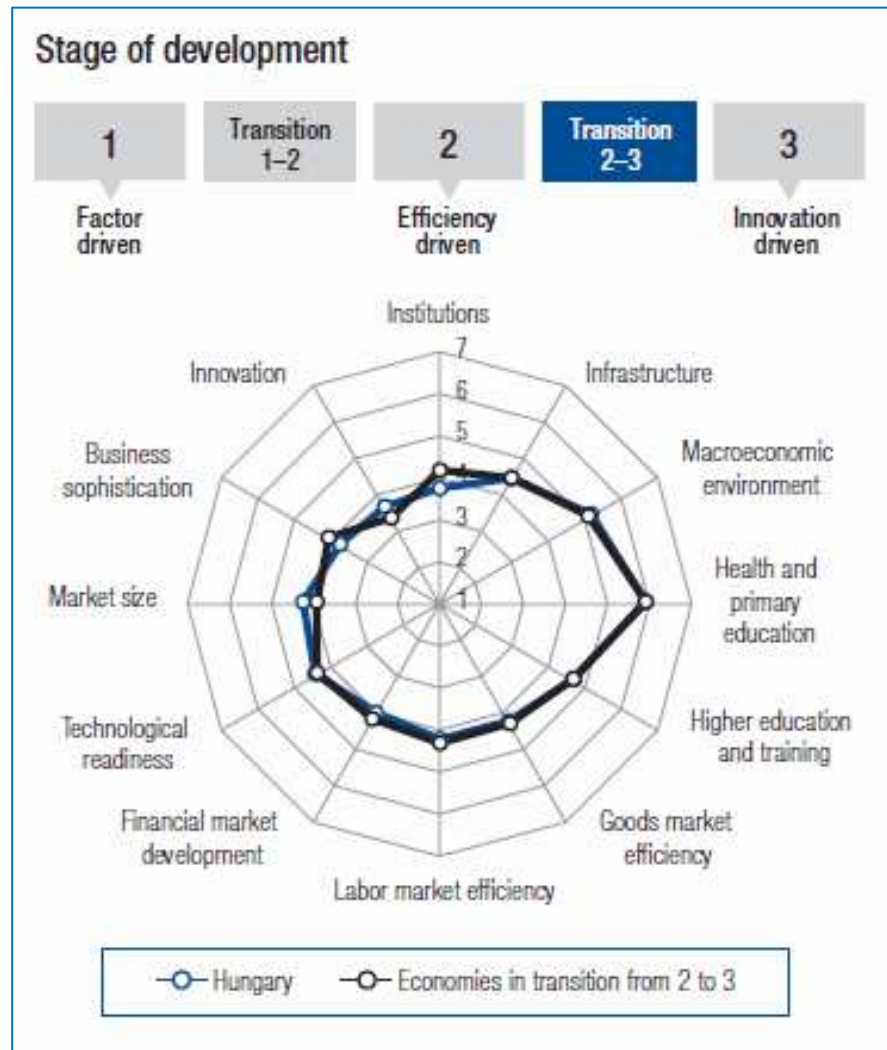 Stage of development
1
Transition
1–2
2
Transition
2–3
3
Factor
driven
Efficiency
driven
Innovation
driven
Institutions
7
Innovation
6
Infrastructure
5
Business
sophistication
4
Macroeconomic
environment
3
2
Market size
1
Health and
primary
education
Technological
readiness
Higher education
and training
Financial market
development
Goods market
efficiency
Labor market efficiency
Hungary
Economies in transition from 2 to 3